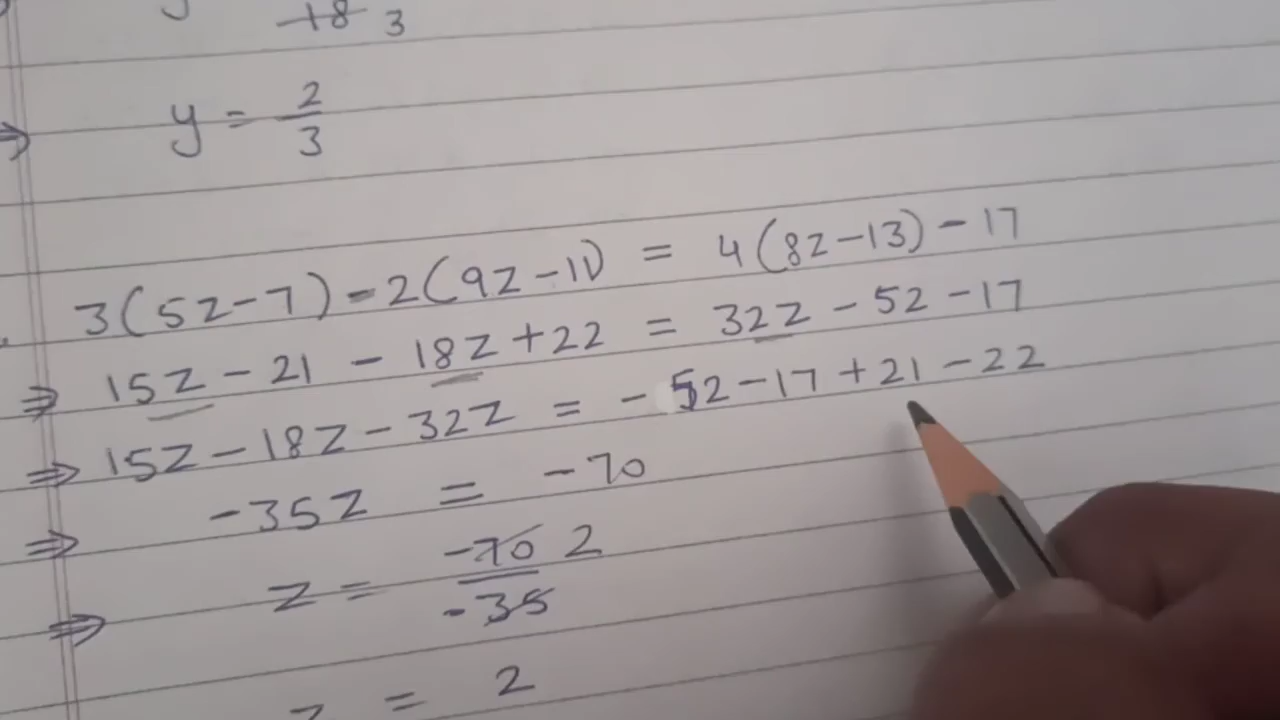 18 3
⇒ y = 2/3
3(5z-7)-2(9z-11) = 4(8z-13)-17
⇒ 15z-21-18z+22 = 32z-52-17
⇒ 15z-18z-32z = -52-17+21-22
⇒ -35z = -70
⇒ z = -70/-35 2
z = 2